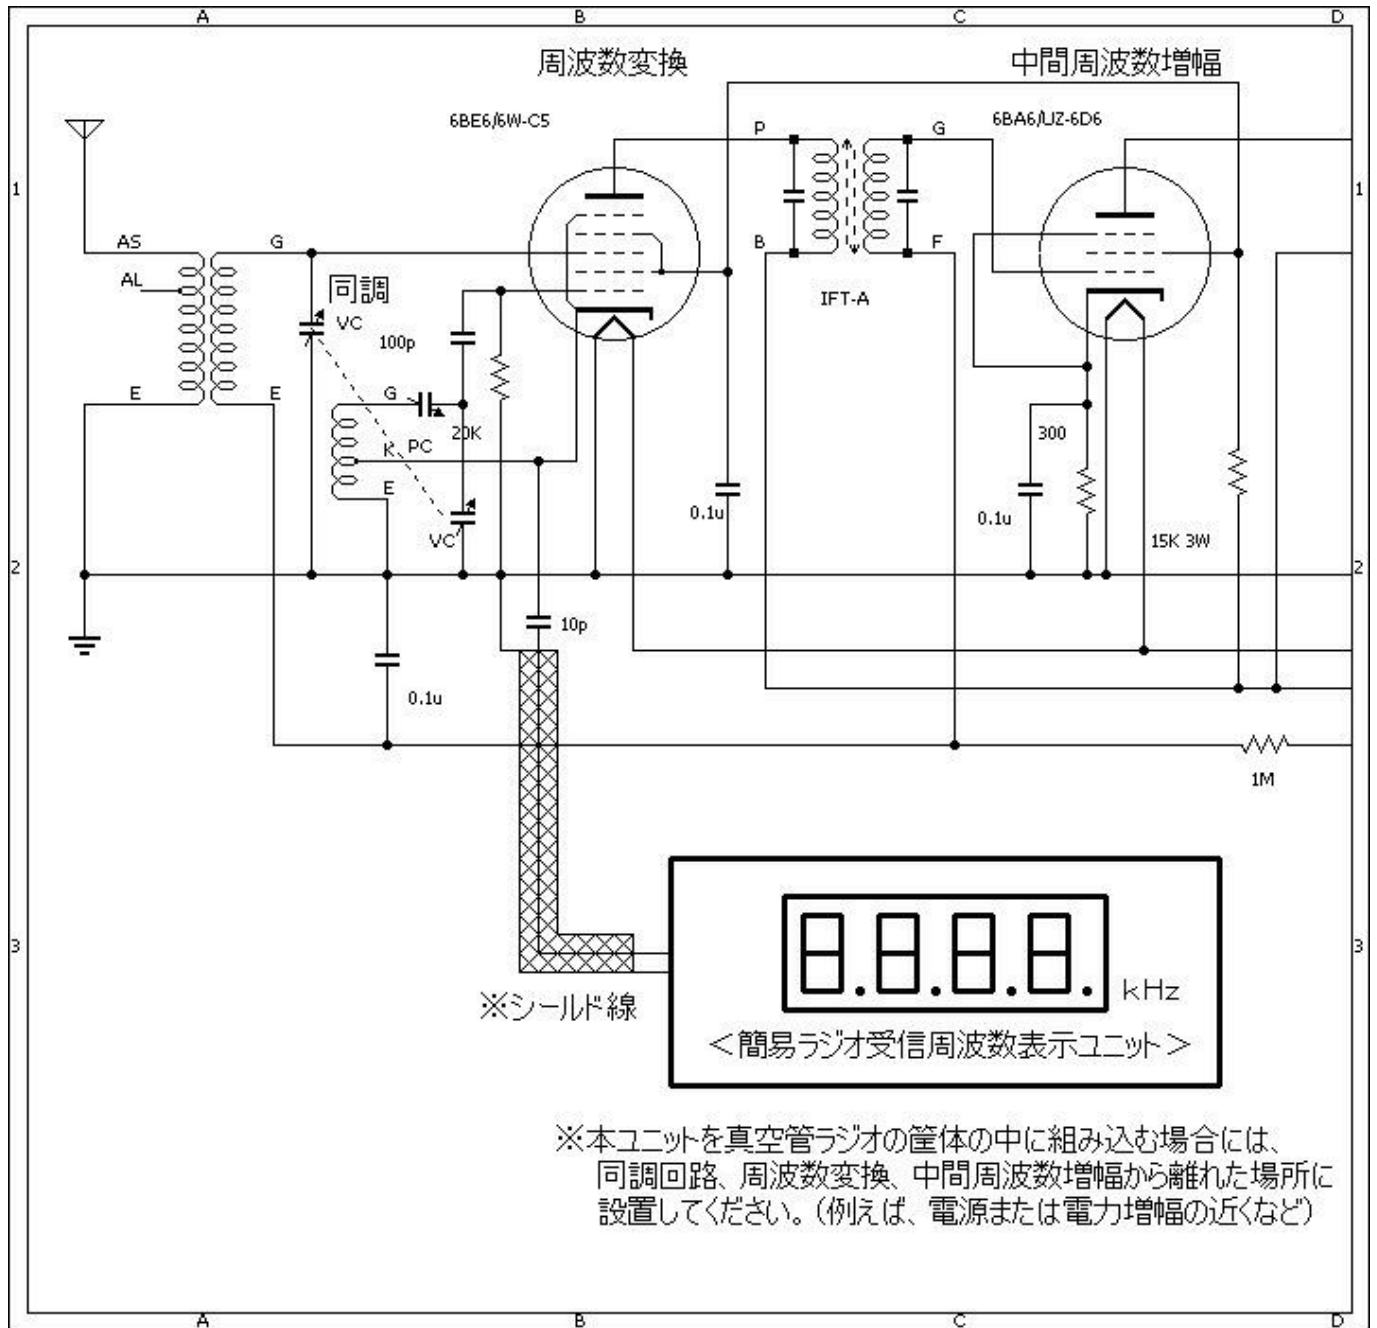 A B C D
周波数変換 中間周波数増幅
6BE6/6W-C5 6BA6/UZ-6D6
P G
1 1
AS G B F
AL 同調 IFT-A
VC
100p
E E G
20K 300
K PC
E
0.1u 0.1u
VC 15K 3W
2 2
10p
0.1u
1M
3 8.8.8.8. 3
kHz
※シールド線
<簡易ラジオ受信周波数表示ユニット>
※本ユニットを真空管ラジオの筐体の中に組み込む場合には、
同調回路、周波数変換、中間周波数増幅から離れた場所に
設置してください。(例えば、電源または電力増幅の近くなど)
A B C D